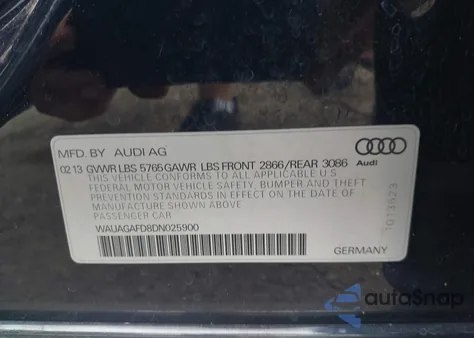 MFD. BY AUDI AG
02 13 GVWR LBS 5765 GAWR LBS FRONT 2866/REAR 3086
THIS VEHICLE CONFORMS TO ALL APPLICABLE U S
FEDERAL MOTOR VEHICLE SAFETY, BUMPER AND THEFT
PREVENTION STANDARDS IN EFFECT ON THE DATE OF
MANUFACTURE SHOWN ABOVE.
PASSENGER CAR
WAUAGAFD8DN025900
GERMANY
Audi
1013623
autoSnap